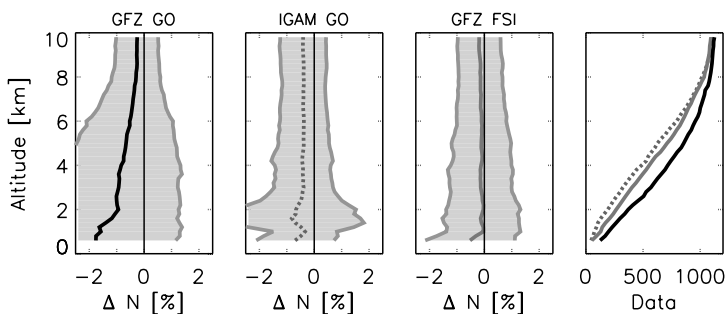 GFZ GO
IGAM GO
GFZ FSI
Altitude [km]
10
8
6
4
2
0
−2 0 2
−2 0 2
−2 0 2
0 500 1000
Δ N [%]
Δ N [%]
Δ N [%]
Data